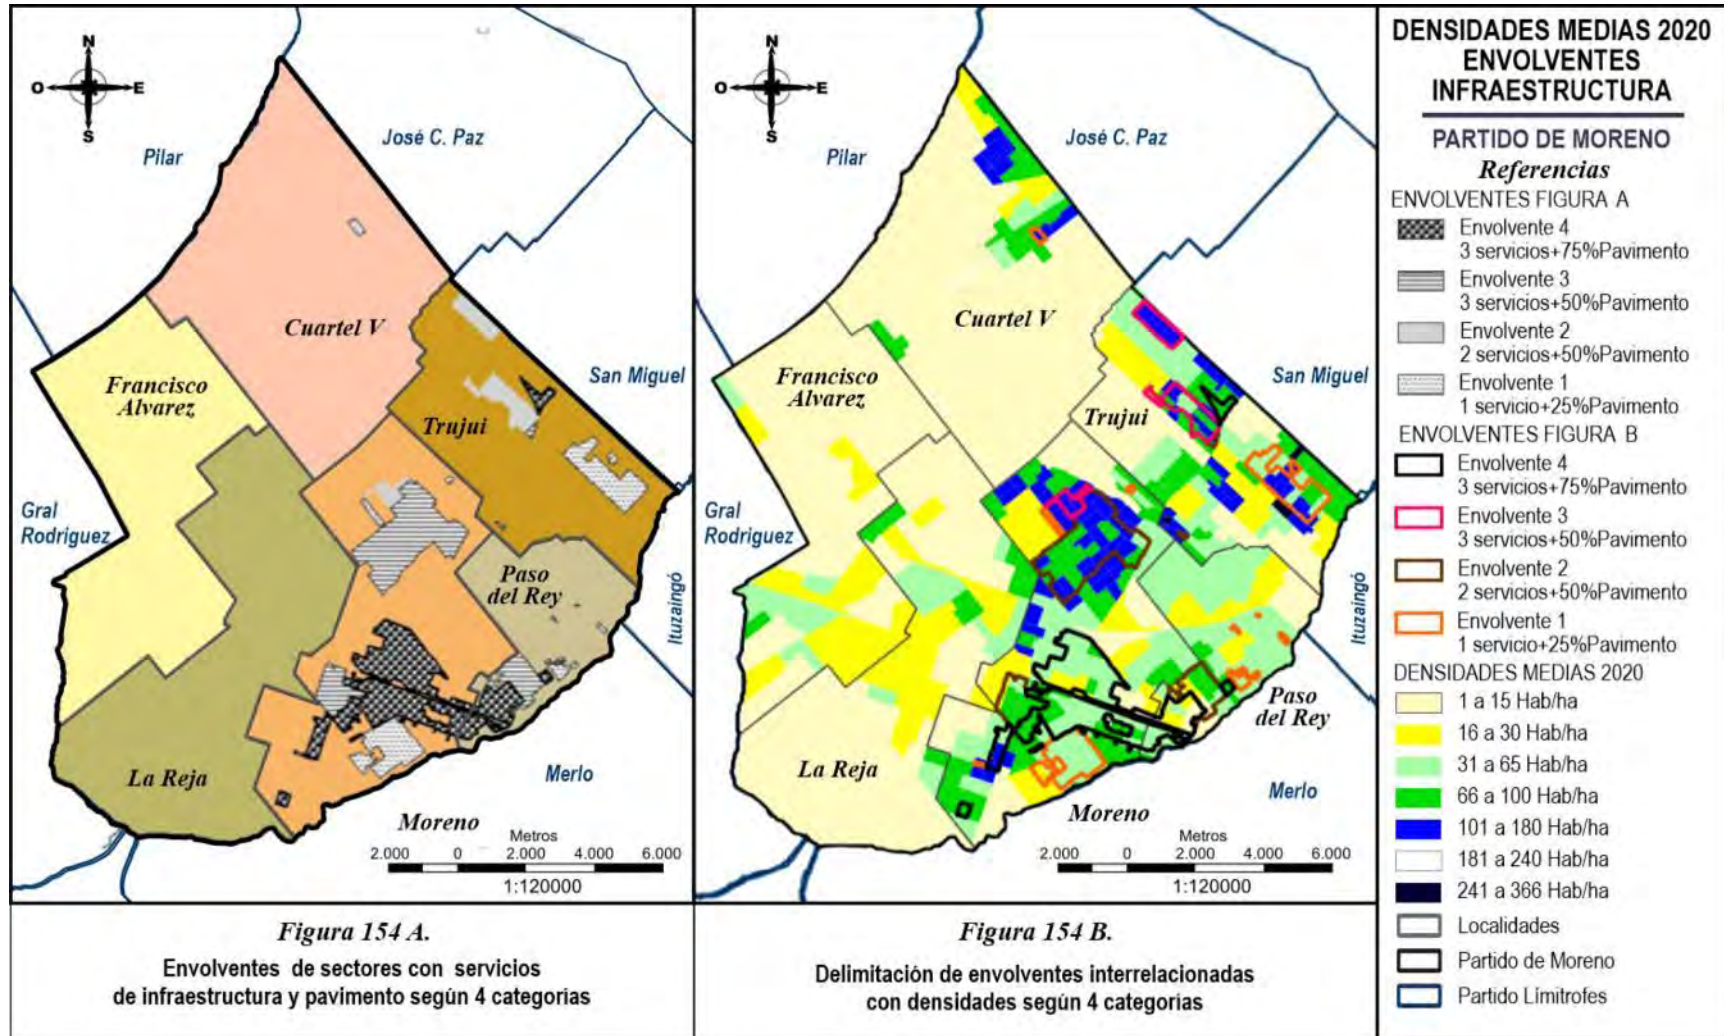 N
O
E
S
Pilar
José C. Paz
Cuartel V
San Miguel
Francisco
Alvarez
Trujui
Gral
Rodriguez
Paso
del Rey
Ituzaingó
La Reja
Merlo
Moreno
Metros
2.000 0 2.000 4.000 6.000
1:120000
Figura 154 A.
Envolventes de sectores con servicios
de infraestructura y pavimento según 4 categorias
N
O
E
S
Pilar
José C. Paz
Cuartel V
San Miguel
Francisco
Alvarez
Trujui
Gral
Rodriguez
Ituzaingó
Paso
del Rey
La Reja
Merlo
Moreno
Metros
2.000 0 2.000 4.000 6.000
1:120000
Figura 154 B.
Delimitación de envolventes interrelacionadas
con densidades según 4 categorias
DENSIDADES MEDIAS 2020
ENVOLVENTES
INFRAESTRUCTURA
PARTIDO DE MORENO
Referencias
ENVOLVENTES FIGURA A
Envolvente 4
3 servicios+75%Pavimento
Envolvente 3
3 servicios+50%Pavimento
Envolvente 2
2 servicios+50%Pavimento
Envolvente 1
1 servicio+25%Pavimento
ENVOLVENTES FIGURA B
Envolvente 4
3 servicios+75%Pavimento
Envolvente 3
3 servicios+50%Pavimento
Envolvente 2
2 servicios+50%Pavimento
Envolvente 1
1 servicio+25%Pavimento
DENSIDADES MEDIAS 2020
1 a 15 Hab/ha
16 a 30 Hab/ha
31 a 65 Hab/ha
66 a 100 Hab/ha
101 a 180 Hab/ha
181 a 240 Hab/ha
241 a 366 Hab/ha
Localidades
Partido de Moreno
Partido Límitrofes